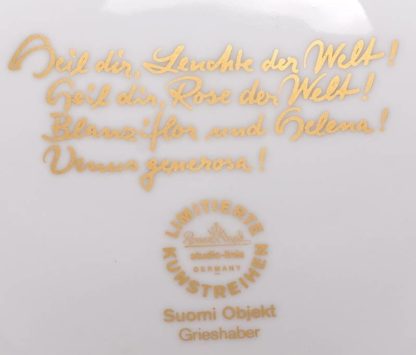 Heil dir, Leuchte der Welt!
Heil dir, Rose der Welt!
Blanziflor und Helena!
Venus generosa!
LIMITIERTE
Rosenthal
studio-linie
GERMANY
KUNSTREIHEN
Suomi Objekt
Grieshaber